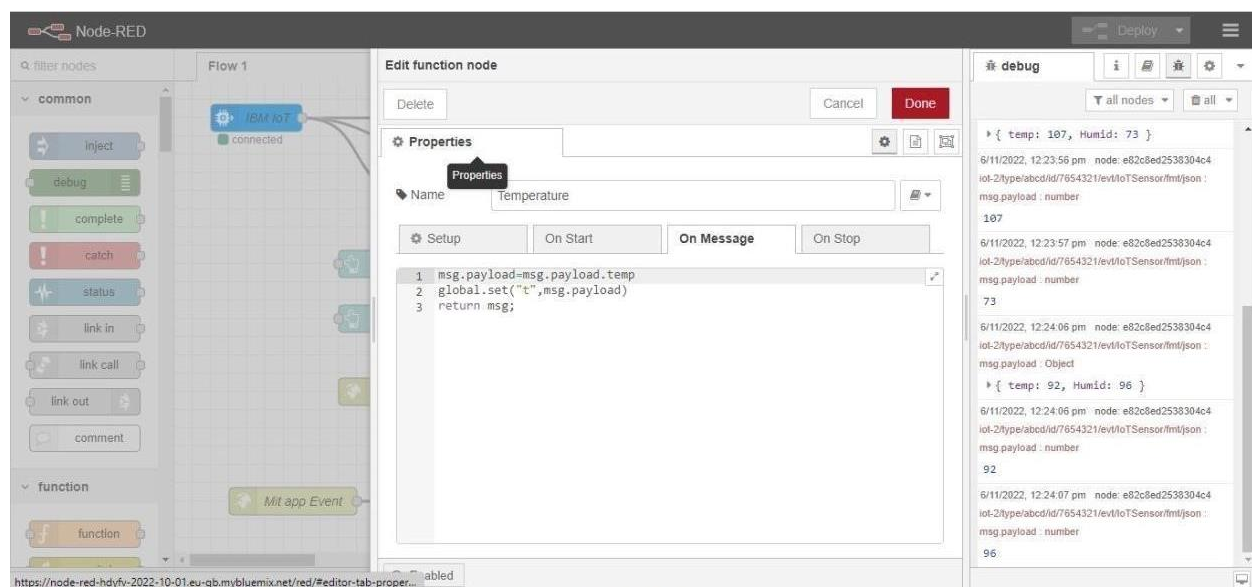 Node-RED
Deploy
filter nodes
Flow 1
common
inject
debug
complete
catch
status
link in
link call
link out
comment
function
function
IBM IoT
connected
Mit app Event
Edit function node
Delete
Cancel
Done
Properties
Properties
Name
Temperature
Setup
On Start
On Message
On Stop
1 msg.payload=msg.payload.temp
2 global.set("t",msg.payload)
3 return msg;
debug
i
all nodes
all
{ temp: 107, Humid: 73 }
6/11/2022, 12:23:56 pm node: e82c8ed2538304c4
iot-2/type/abcd/id/7654321/evt/IoTSensor/fmt/json :
msg.payload : number
107
6/11/2022, 12:23:57 pm node: e82c8ed2538304c4
iot-2/type/abcd/id/7654321/evt/IoTSensor/fmt/json :
msg.payload : number
73
6/11/2022, 12:24:06 pm node: e82c8ed2538304c4
iot-2/type/abcd/id/7654321/evt/IoTSensor/fmt/json :
msg.payload : Object
{ temp: 92, Humid: 96 }
6/11/2022, 12:24:06 pm node: e82c8ed2538304c4
iot-2/type/abcd/id/7654321/evt/IoTSensor/fmt/json :
msg.payload : number
92
6/11/2022, 12:24:07 pm node: e82c8ed2538304c4
iot-2/type/abcd/id/7654321/evt/IoTSensor/fmt/json :
msg.payload : number
96
https://node-red-hdyfv-2022-10-01.eu-gb.mybluemix.net/red/#editor-tab-proper...